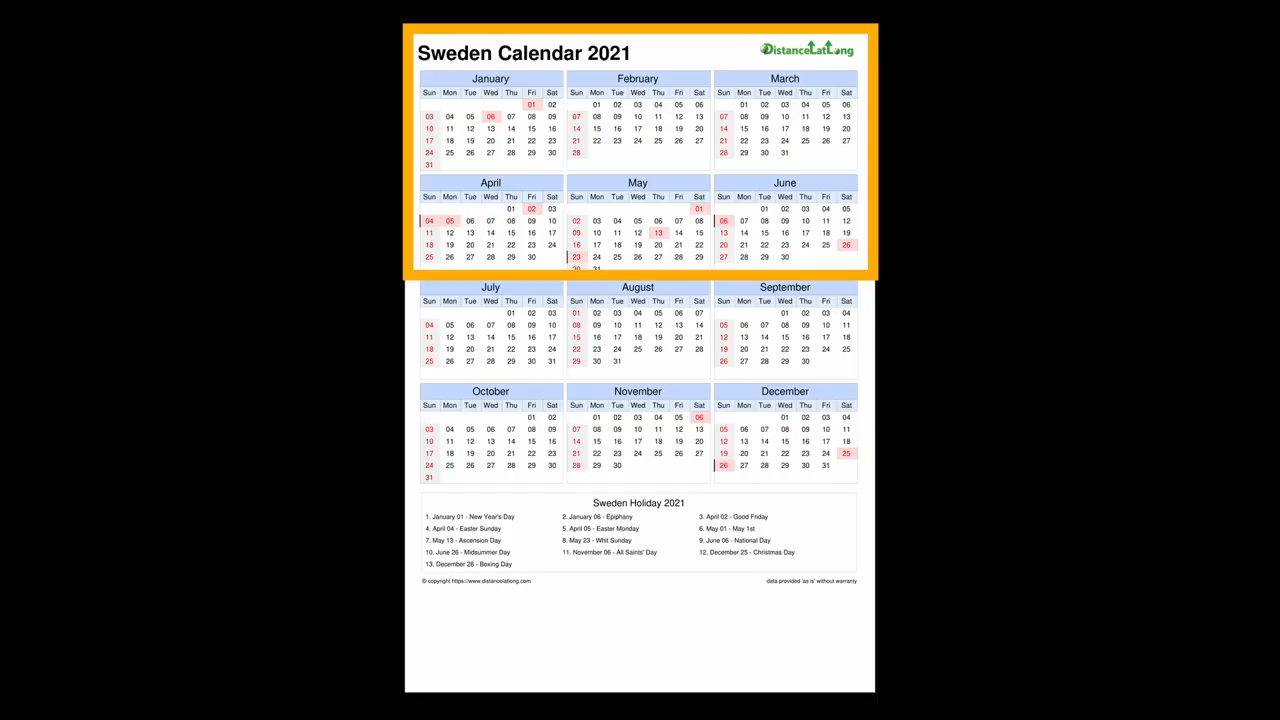 Sweden Calendar 2021
DistanceLatLong
January February March
Sun Mon Tue Wed Thu Fri Sat Sun Mon Tue Wed Thu Fri Sat Sun Mon Tue Wed Thu Fri Sat
01 02 01 02 03 04 05 06 01 02 03 04 05 06
03 04 05 06 07 08 09 07 08 09 10 11 12 13 07 08 09 10 11 12 13
10 11 12 13 14 15 16 14 15 16 17 18 19 20 14 15 16 17 18 19 20
17 18 19 20 21 22 23 21 22 23 24 25 26 27 21 22 23 24 25 26 27
24 25 26 27 28 29 30 28 28 29 30 31
31
April May June
Sun Mon Tue Wed Thu Fri Sat Sun Mon Tue Wed Thu Fri Sat Sun Mon Tue Wed Thu Fri Sat
01 02 03 01 01 02 03 04 05
04 05 06 07 08 09 10 02 03 04 05 06 07 08 06 07 08 09 10 11 12
11 12 13 14 15 16 17 09 10 11 12 13 14 15 13 14 15 16 17 18 19
18 19 20 21 22 23 24 16 17 18 19 20 21 22 20 21 22 23 24 25 26
25 26 27 28 29 30 23 24 25 26 27 28 29 27 28 29 30
30 31
July August September
Sun Mon Tue Wed Thu Fri Sat Sun Mon Tue Wed Thu Fri Sat Sun Mon Tue Wed Thu Fri Sat
01 02 03 01 02 03 04 05 06 07 01 02 03 04
04 05 06 07 08 09 10 08 09 10 11 12 13 14 05 06 07 08 09 10 11
11 12 13 14 15 16 17 15 16 17 18 19 20 21 12 13 14 15 16 17 18
18 19 20 21 22 23 24 22 23 24 25 26 27 28 19 20 21 22 23 24 25
25 26 27 28 29 30 31 29 30 31 26 27 28 29 30
October November December
Sun Mon Tue Wed Thu Fri Sat Sun Mon Tue Wed Thu Fri Sat Sun Mon Tue Wed Thu Fri Sat
01 02 01 02 03 04 05 06 01 02 03 04
03 04 05 06 07 08 09 07 08 09 10 11 12 13 05 06 07 08 09 10 11
10 11 12 13 14 15 16 14 15 16 17 18 19 20 12 13 14 15 16 17 18
17 18 19 20 21 22 23 21 22 23 24 25 26 27 19 20 21 22 23 24 25
24 25 26 27 28 29 30 28 29 30 26 27 28 29 30 31
31
Sweden Holiday 2021
1. January 01 - New Year's Day 2. January 06 - Epiphany 3. April 02 - Good Friday
4. April 04 - Easter Sunday 5. April 05 - Easter Monday 6. May 01 - May 1st
7. May 13 - Ascension Day 8. May 23 - Whit Sunday 9. June 06 - National Day
10. June 26 - Midsummer Day 11. November 06 - All Saints' Day 12. December 25 - Christmas Day
13. December 26 - Boxing Day
© copyright https://www.distancelatlong.com data provided 'as is' without warranty